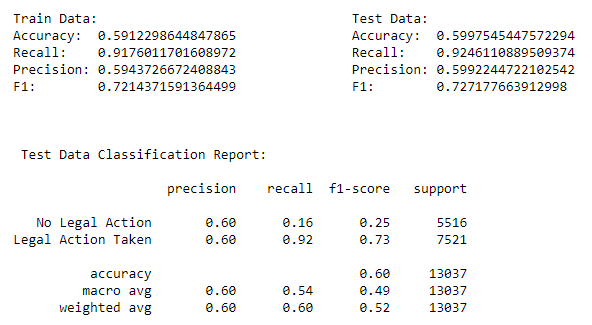 Train Data:                    Test Data:
Accuracy:  0.5912298644847865  Accuracy:  0.5997545447572294
Recall:    0.9176011701608972  Recall:    0.9246110889509374
Precision: 0.5943726672408843  Precision: 0.5992244722102542
F1:        0.7214371591364499  F1:        0.727177663912998
Test Data Classification Report:
precision    recall  f1-score   support
No Legal Action       0.60      0.16      0.25      5516
Legal Action Taken       0.60      0.92      0.73      7521
accuracy                           0.60     13037
macro avg       0.60      0.54      0.49     13037
weighted avg       0.60      0.60      0.52     13037